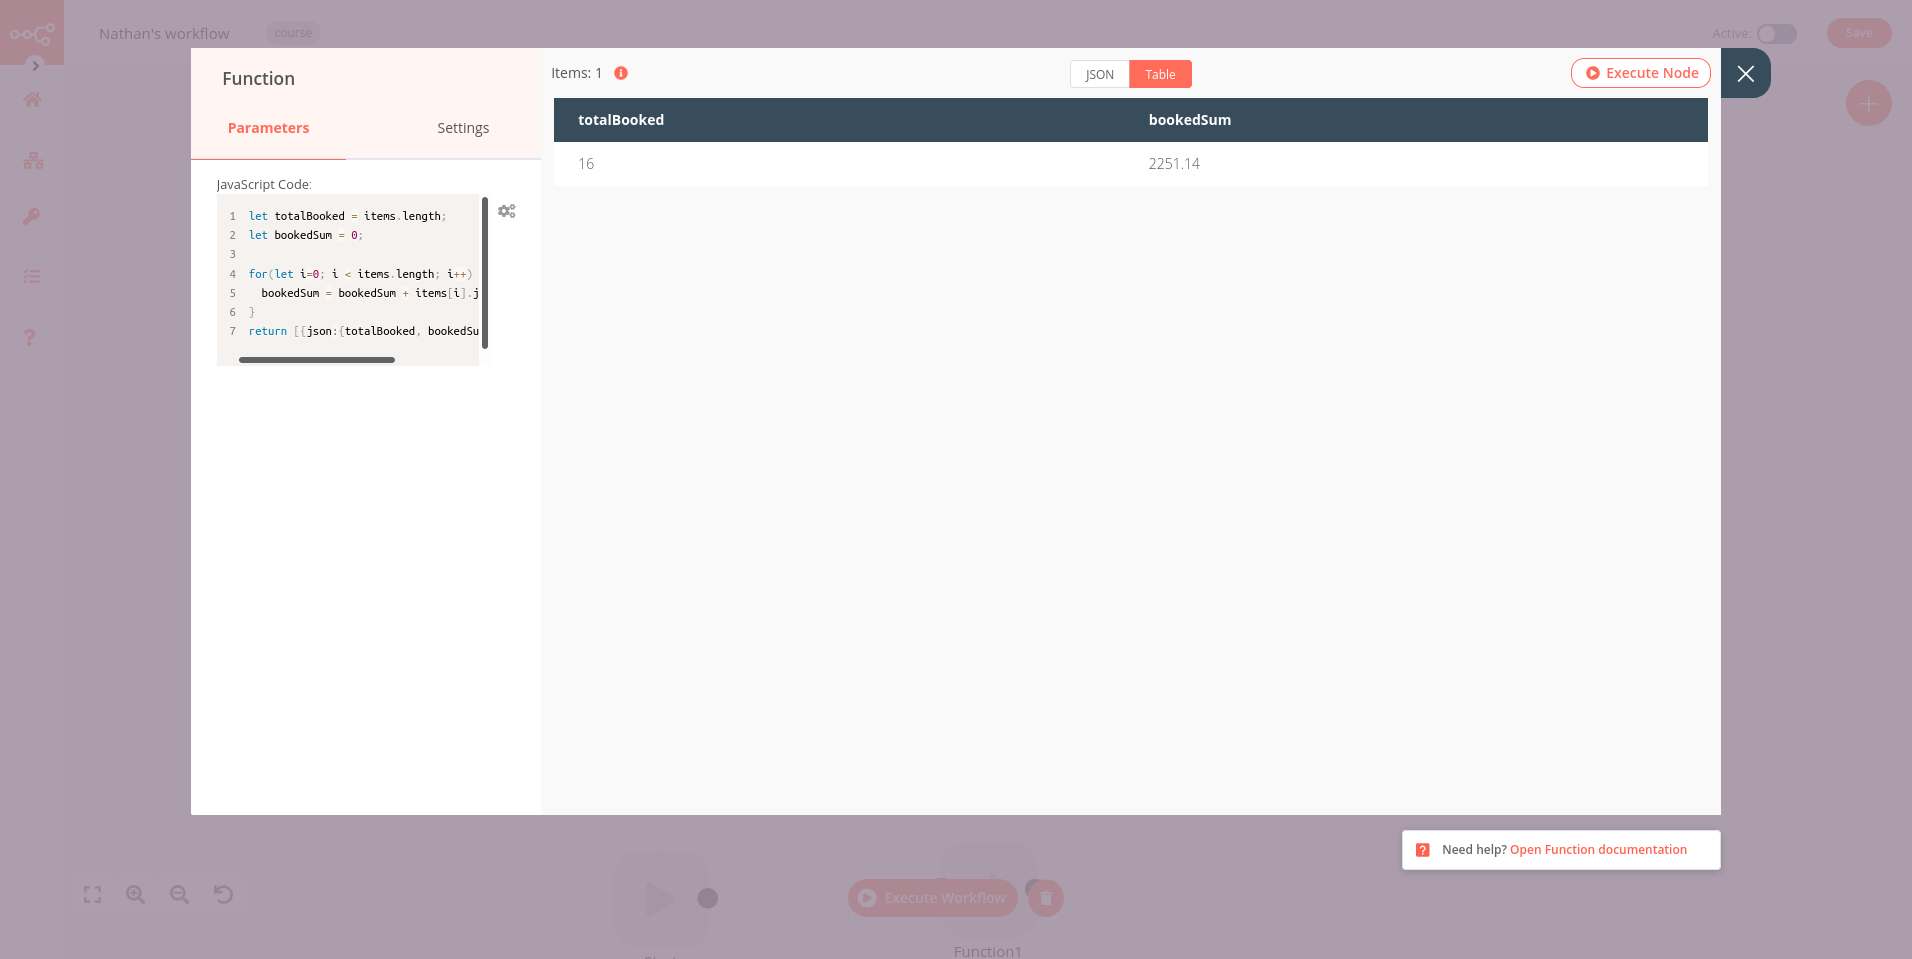 Nathan's workflow
course
Active:
Save
Function
Parameters
Settings
JavaScript Code:
1 let totalBooked = items.length;
2 let bookedSum = 0;
3
4 for(let i=0; i < items.length; i++)
5 bookedSum = bookedSum + items[i].j
6 }
7 return [{json:{totalBooked, bookedSu
Items: 1
JSON
Table
Execute Node
totalBooked bookedSum
16 2251.14
Need help? Open Function documentation
Execute Workflow
Function1